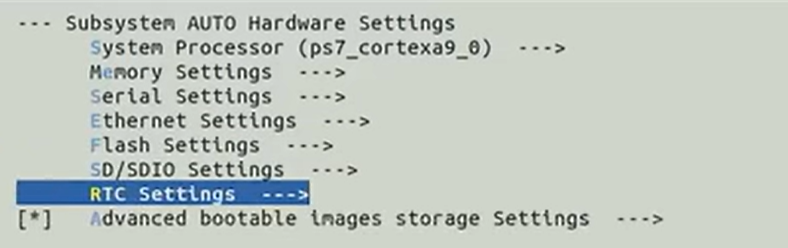 --- Subsystem AUTO Hardware Settings
System Processor (ps7_cortexa9_0) --->
Memory Settings --->
Serial Settings --->
Ethernet Settings --->
Flash Settings --->
SD/SDIO Settings --->
RTC Settings --->
[*] Advanced bootable images storage Settings --->